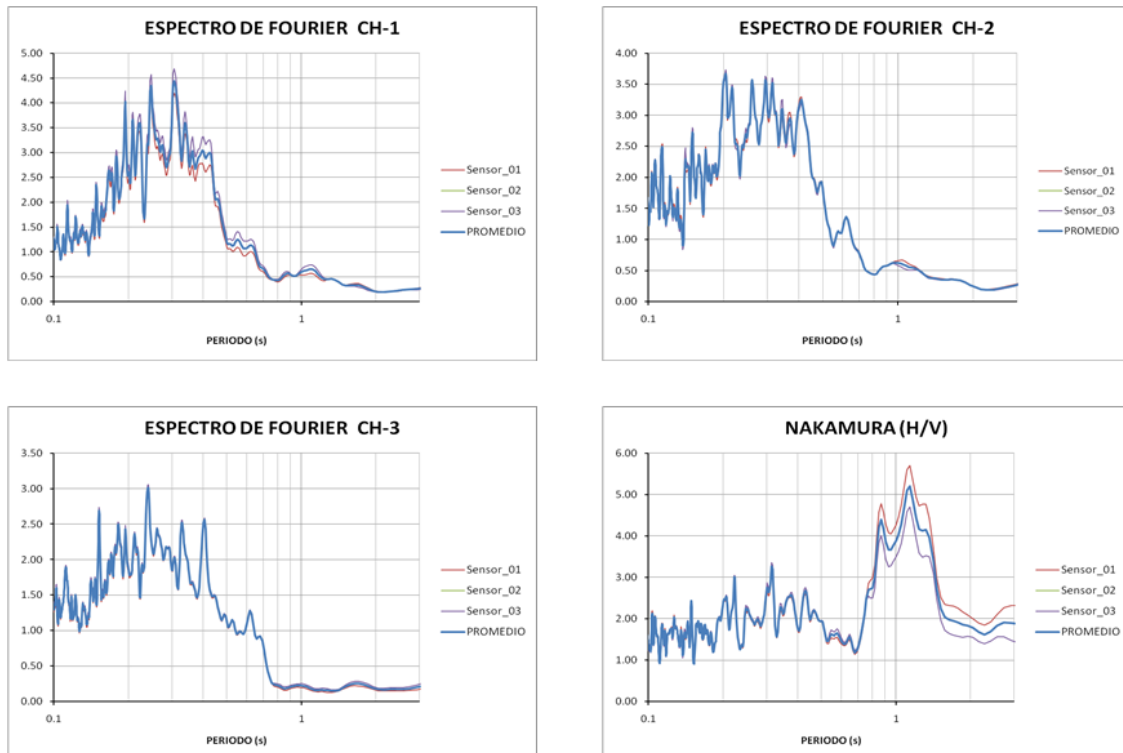 ESPECTRO DE FOURIER CH-1
5.00
4.50
4.00
3.50
3.00
2.50
2.00
1.50
1.00
0.50
0.00
0.1
1
PERIODO (s)
Sensor_01
Sensor_02
Sensor_03
PROMEDIO
ESPECTRO DE FOURIER CH-2
4.00
3.50
3.00
2.50
2.00
1.50
1.00
0.50
0.00
0.1
1
PERIODO (s)
Sensor_01
Sensor_02
Sensor_03
PROMEDIO
ESPECTRO DE FOURIER CH-3
3.50
3.00
2.50
2.00
1.50
1.00
0.50
0.00
0.1
1
PERIODO (s)
Sensor_01
Sensor_02
Sensor_03
PROMEDIO
NAKAMURA (H/V)
6.00
5.00
4.00
3.00
2.00
1.00
0.00
0.1
1
PERIODO (s)
Sensor_01
Sensor_02
Sensor_03
PROMEDIO